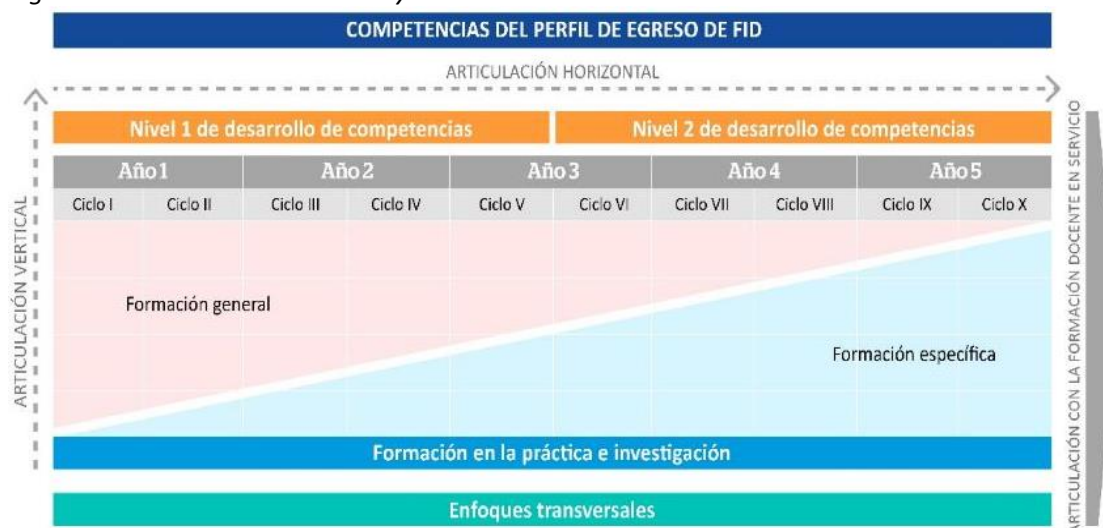 COMPETENCIAS DEL PERFIL DE EGRESO DE FID
ARTICULACIÓN HORIZONTAL
Nivel 1 de desarrollo de competencias
Nivel 2 de desarrollo de competencias
Año 1
Año 2
Año 3
Año 4
Año 5
Ciclo I
Ciclo II
Ciclo III
Ciclo IV
Ciclo V
Ciclo VI
Ciclo VII
Ciclo VIII
Ciclo IX
Ciclo X
ARTICULACIÓN VERTICAL
Formación general
Formación específica
Formación en la práctica e investigación
Enfoques transversales
ARTICULACIÓN CON LA FORMACIÓN DOCENTE EN SERVICIO